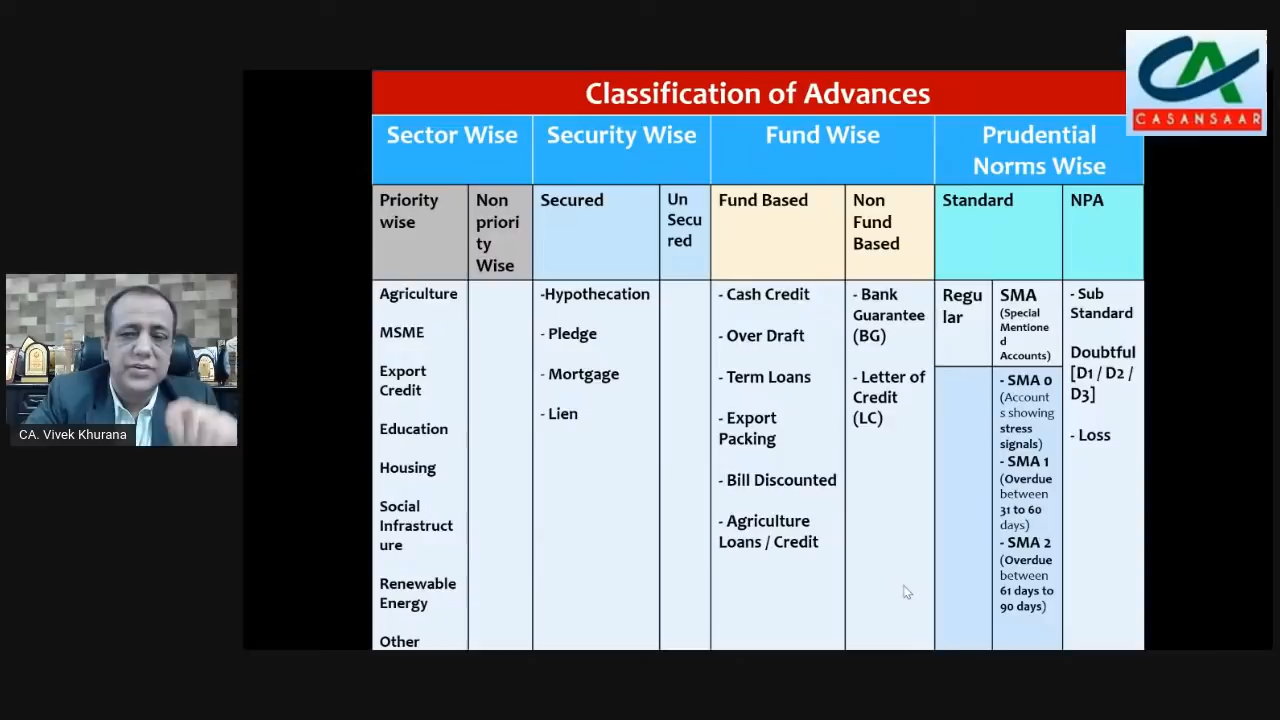 Classification of Advances
CASANSAAR
Sector Wise
Security Wise
Fund Wise
Prudential
Norms Wise
Priority
wise
Non
priori
ty
Wise
Secured
Un
Secu
red
Fund Based
Non
Fund
Based
Standard
NPA
Agriculture
MSME
Export
Credit
Education
Housing
Social
Infrastruct
ure
Renewable
Energy
Other
-Hypothecation
- Pledge
- Mortgage
- Lien
- Cash Credit
- Over Draft
- Term Loans
- Export
Packing
- Bill Discounted
- Agriculture
Loans / Credit
- Bank
Guarantee
(BG)
- Letter of
Credit
(LC)
Regu
lar
SMA
(Special
Mentione
d
Accounts)
- SMA 0
(Account
s showing
stress
signals)
- SMA 1
(Overdue
between
31 to 60
days)
- SMA 2
(Overdue
between
61 days to
90 days)
- Sub
Standard
Doubtful
[D1 / D2 /
D3]
- Loss
CA. Vivek Khurana